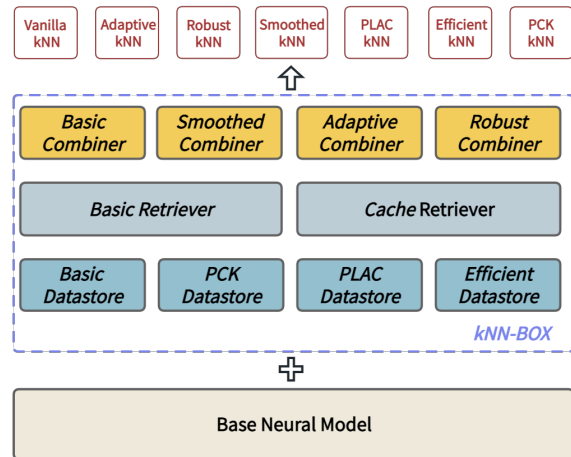 Vanilla Adaptive Robust Smoothed PLAC Efficient PCK
kNN kNN kNN kNN kNN kNN kNN
Basic Smoothed Adaptive Robust
Combiner Combiner Combiner Combiner
Basic Retriever Cache Retriever
Basic PCK PLAC Efficient
Datastore Datastore Datastore Datastore
kNN-BOX
Base Neural Model